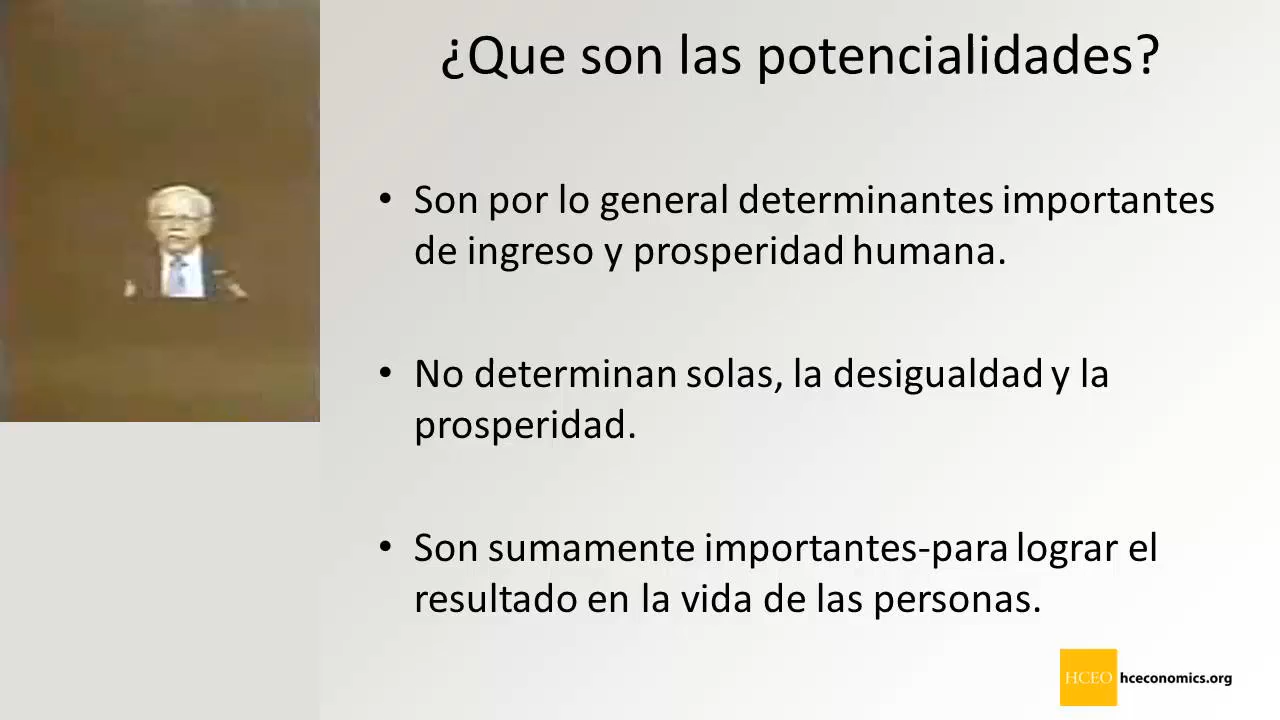 ¿Que son las potencialidades?
• Son por lo general determinantes importantes
de ingreso y prosperidad humana.
• No determinan solas, la desigualdad y la
prosperidad.
• Son sumamente importantes-para lograr el
resultado en la vida de las personas.
HCEO hceconomics.org